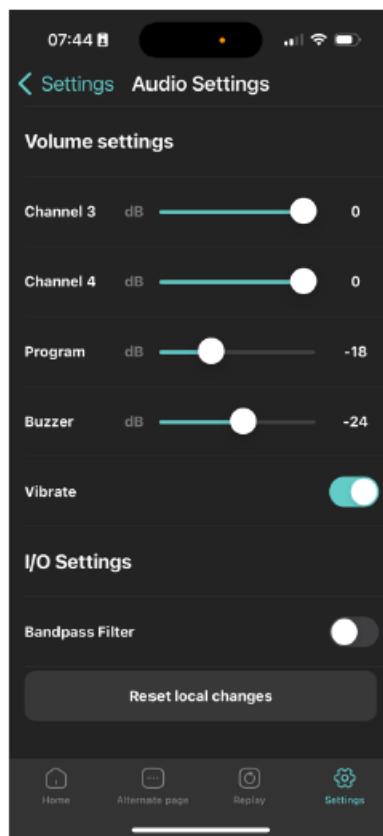 07:44
Settings Audio Settings
Volume settings
Channel 3 dB 0
Channel 4 dB 0
Program dB -18
Buzzer dB -24
Vibrate
I/O Settings
Bandpass Filter
Reset local changes
Home Alternate page Replay Settings